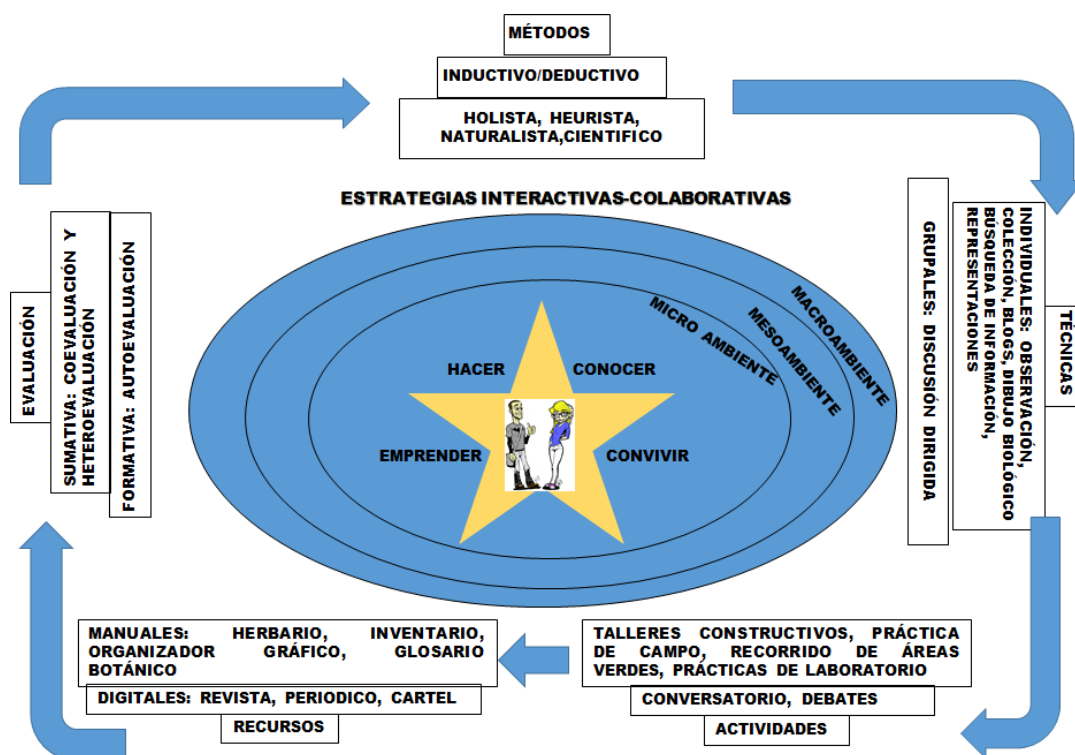 MÉTODOS
INDUCTIVO/DEDUCTIVO
HOLISTA, HEURISTA,
NATURALISTA,CIENTIFICO
ESTRATEGIAS INTERACTIVAS-COLABORATIVAS
EVALUACIÓN
SUMATIVA: COEVALUACIÓN Y
HETEROEVALUACIÓN
FORMATIVA: AUTOEVALUACIÓN
MICRO AMBIENTE
MESOAMBIENTE
MACROAMBIENTE
HACER
CONOCER
EMPRENDER
CONVIVIR
TÉCNICAS
INDIVIDUALES: OBSERVACIÓN,
COLECCIÓN, BLOGS, DIBUJO BIOLÓGICO
BÚSQUEDA DE INFORMACIÓN,
REPRESENTACIONES
GRUPALES: DISCUSIÓN DIRIGIDA
MANUALES: HERBARIO, INVENTARIO,
ORGANIZADOR GRÁFICO, GLOSARIO
BOTÁNICO
DIGITALES: REVISTA, PERIODICO, CARTEL
RECURSOS
TALLERES CONSTRUCTIVOS, PRÁCTICA
DE CAMPO, RECORRIDO DE ÁREAS
VERDES, PRÁCTICAS DE LABORATORIO
CONVERSATORIO, DEBATES
ACTIVIDADES